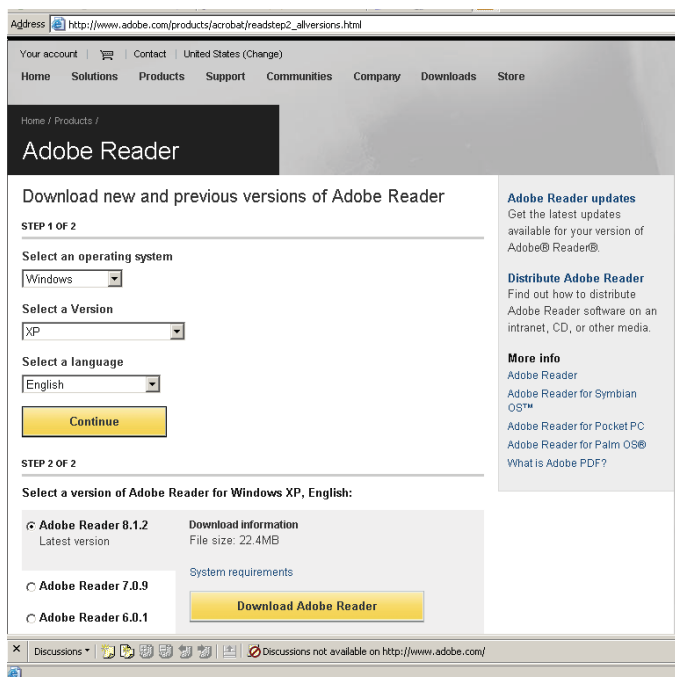 Address http://www.adobe.com/products/acrobat/readstep2_allversions.html
Your account | | Contact | United States (Change)
Home Solutions Products Support Communities Company Downloads Store
Home / Products /
Adobe Reader
Download new and previous versions of Adobe Reader
STEP 1 OF 2
Select an operating system
Windows
Select a Version
XP
Select a language
English
Continue
STEP 2 OF 2
Select a version of Adobe Reader for Windows XP, English:
Adobe Reader 8.1.2
Latest version
Adobe Reader 7.0.9
Adobe Reader 6.0.1
Download information
File size: 22.4MB
System requirements
Download Adobe Reader
Adobe Reader updates
Get the latest updates
available for your version of
Adobe® Reader®.
Distribute Adobe Reader
Find out how to distribute
Adobe Reader software on an
intranet, CD, or other media.
More info
Adobe Reader
Adobe Reader for Symbian
OS™
Adobe Reader for Pocket PC
Adobe Reader for Palm OS®
What is Adobe PDF?
Discussions Discussions not available on http://www.adobe.com/